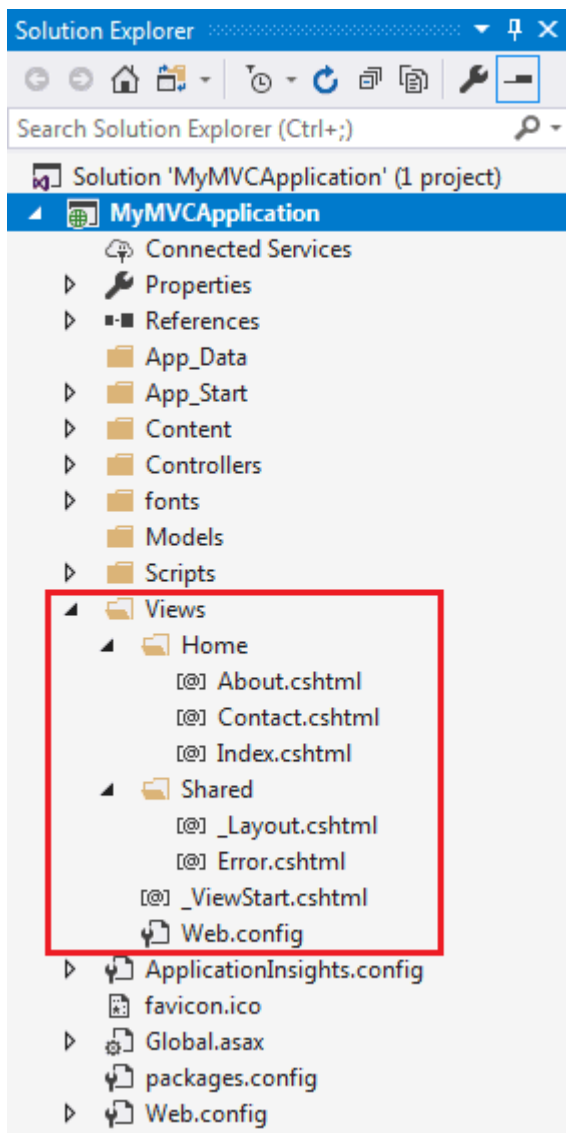 Solution Explorer
Search Solution Explorer (Ctrl+;)
Solution 'MyMVCApplication' (1 project)
MyMVCApplication
Connected Services
Properties
References
App_Data
App_Start
Content
Controllers
fonts
Models
Scripts
Views
Home
[@] About.cshtml
[@] Contact.cshtml
[@] Index.cshtml
Shared
[@] _Layout.cshtml
[@] Error.cshtml
[@] _ViewStart.cshtml
Web.config
ApplicationInsights.config
favicon.ico
Global.asax
packages.config
Web.config